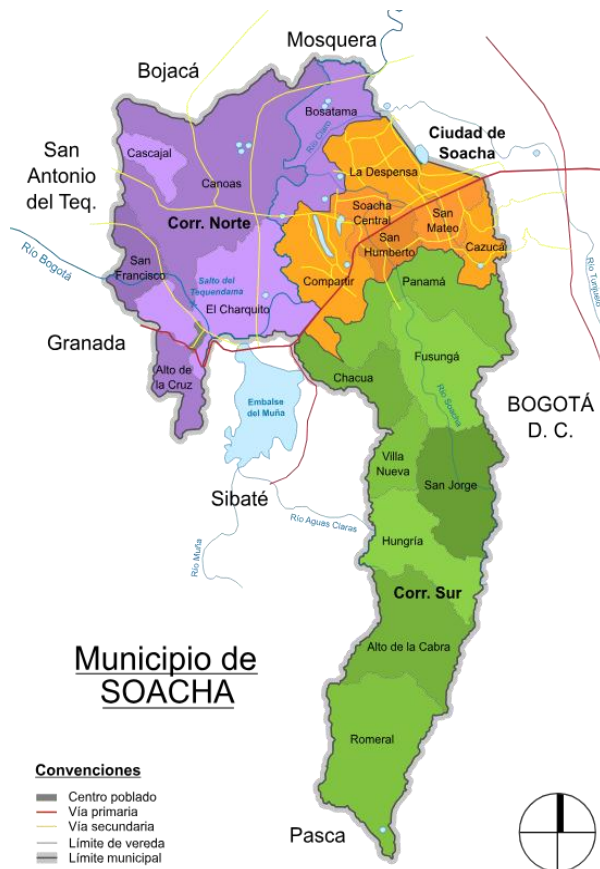 Mosquera
Bojacá
Bosatama
Río Claro
Ciudad de
Soacha
San
Antonio
del Teq.
Cascajal
Canoas
La Despensa
Corr. Norte
Soacha
Central
San
Mateo
San
Humberto
Cazucá
Río Bogotá
San
Francisco
Salto del
Tequendama
Compartir
Panamá
Río Tunjuelo
El Charquito
Granada
Fusungá
Alto de
la Cruz
Chacua
Río Soacha
Embalse
del Muña
BOGOTÁ
D. C.
Villa
Nueva
San Jorge
Sibaté
Río Aguas Claras
Río Muña
Hungría
Corr. Sur
Alto de la Cabra
Municipio de
SOACHA
Romeral
Convenciones
Centro poblado
Vía primaria
Vía secundaria
Límite de vereda
Límite municipal
Pasca